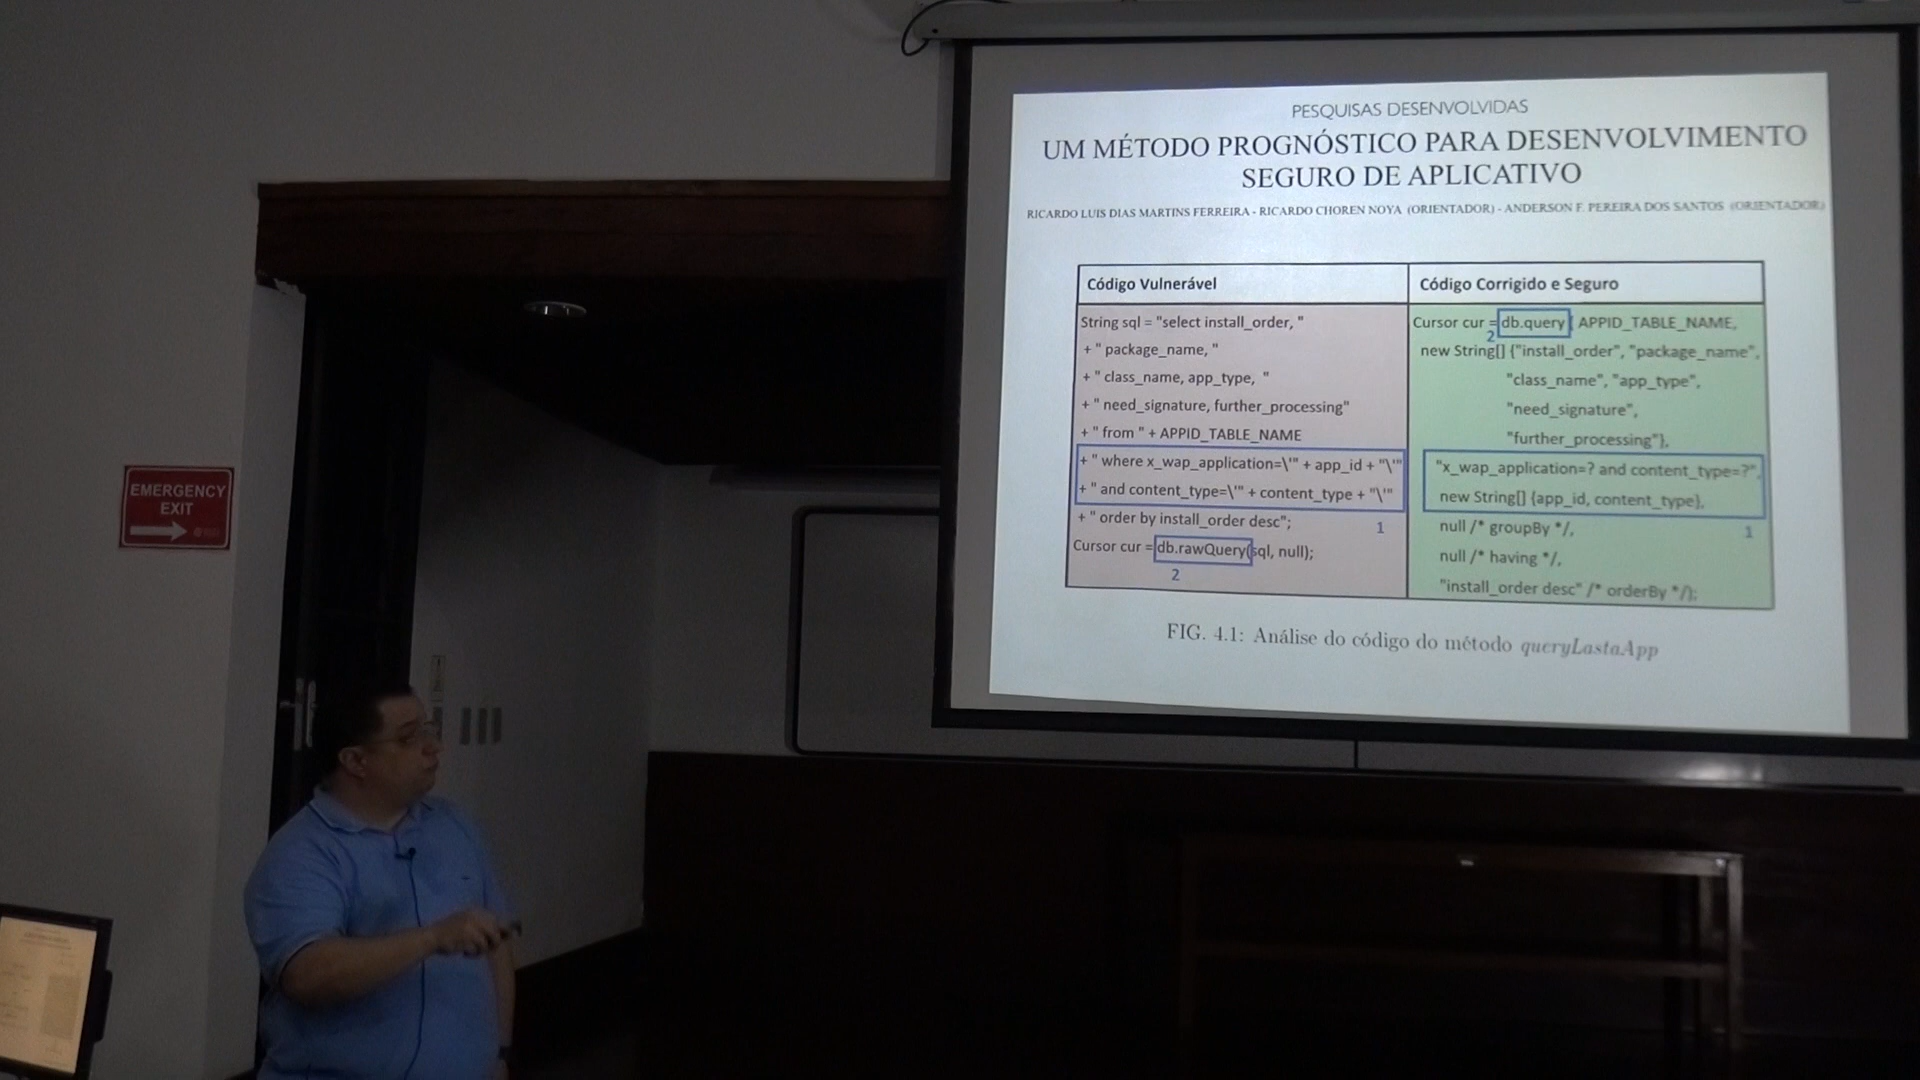 PESQUISAS DESENVOLVIDAS
UM MÉTODO PROGNÓSTICO PARA DESENVOLVIMENTO
SEGURO DE APLICATIVO
RICARDO LUIS DIAS MARTINS FERREIRA - RICARDO CHOREN NOYA (ORIENTADOR) - ANDERSON F. PEREIRA DOS SANTOS (ORIENTADOR)
Código Vulnerável
String sql = "select install_order, "
+ " package_name, "
+ " class_name, app_type, "
+ " need_signature, further_processing"
+ " from " + APPID_TABLE_NAME
+ " where x_wap_application=\'" + app_id + "\'"
+ " and content_type=\'" + content_type + "\'"
+ " order by install_order desc";
1
Cursor cur = db.rawQuery(sql, null);
2
Código Corrigido e Seguro
Cursor cur = db.query( APPID_TABLE_NAME,
2
new String[] {"install_order", "package_name",
"class_name", "app_type",
"need_signature",
"further_processing"},
"x_wap_application=? and content_type=?",
new String[] {app_id, content_type},
null /* groupBy */,
1
null /* having */,
"install_order desc" /* orderBy */);
FIG. 4.1: Análise do código do método queryLastaApp
EMERGENCY
EXIT